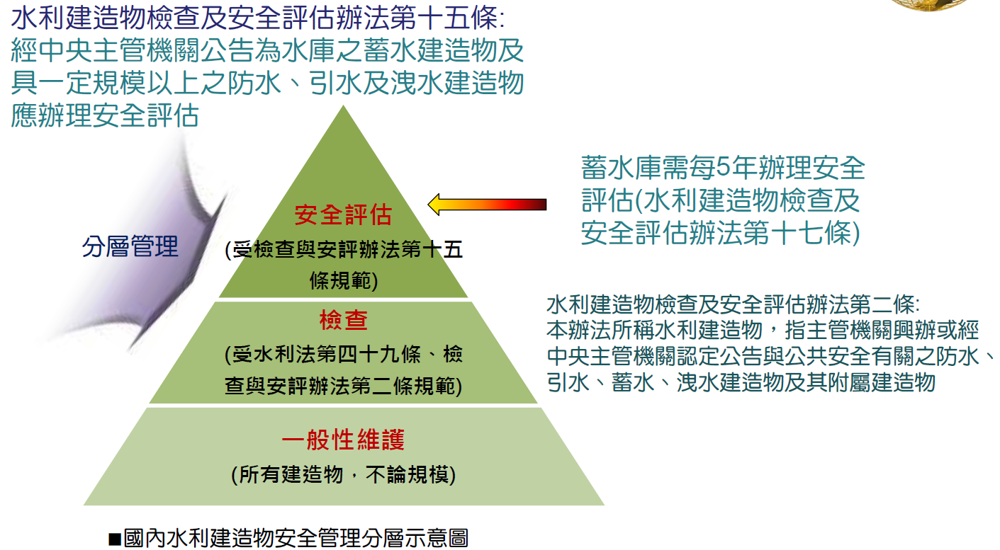 水利建造物檢查及安全評估辦法第十五條:
經中央主管機關公告為水庫之蓄水建造物及
具一定規模以上之防水、引水及洩水建造物
應辦理安全評估
蓄水庫需每5年辦理安全
評估(水利建造物檢查及
安全評估辦法第十七條)
分層管理
安全評估
(受檢查與安評辦法第十五
條規範)
檢查
(受水利法第四十九條、檢
查與安評辦法第二條規範)
水利建造物檢查及安全評估辦法第二條:
本辦法所稱水利建造物，指主管機關興辦或經
中央主管機關認定公告與公共安全有關之防水、
引水、蓄水、洩水建造物及其附屬建造物
一般性維護
(所有建造物，不論規模)
■國內水利建造物安全管理分層示意圖